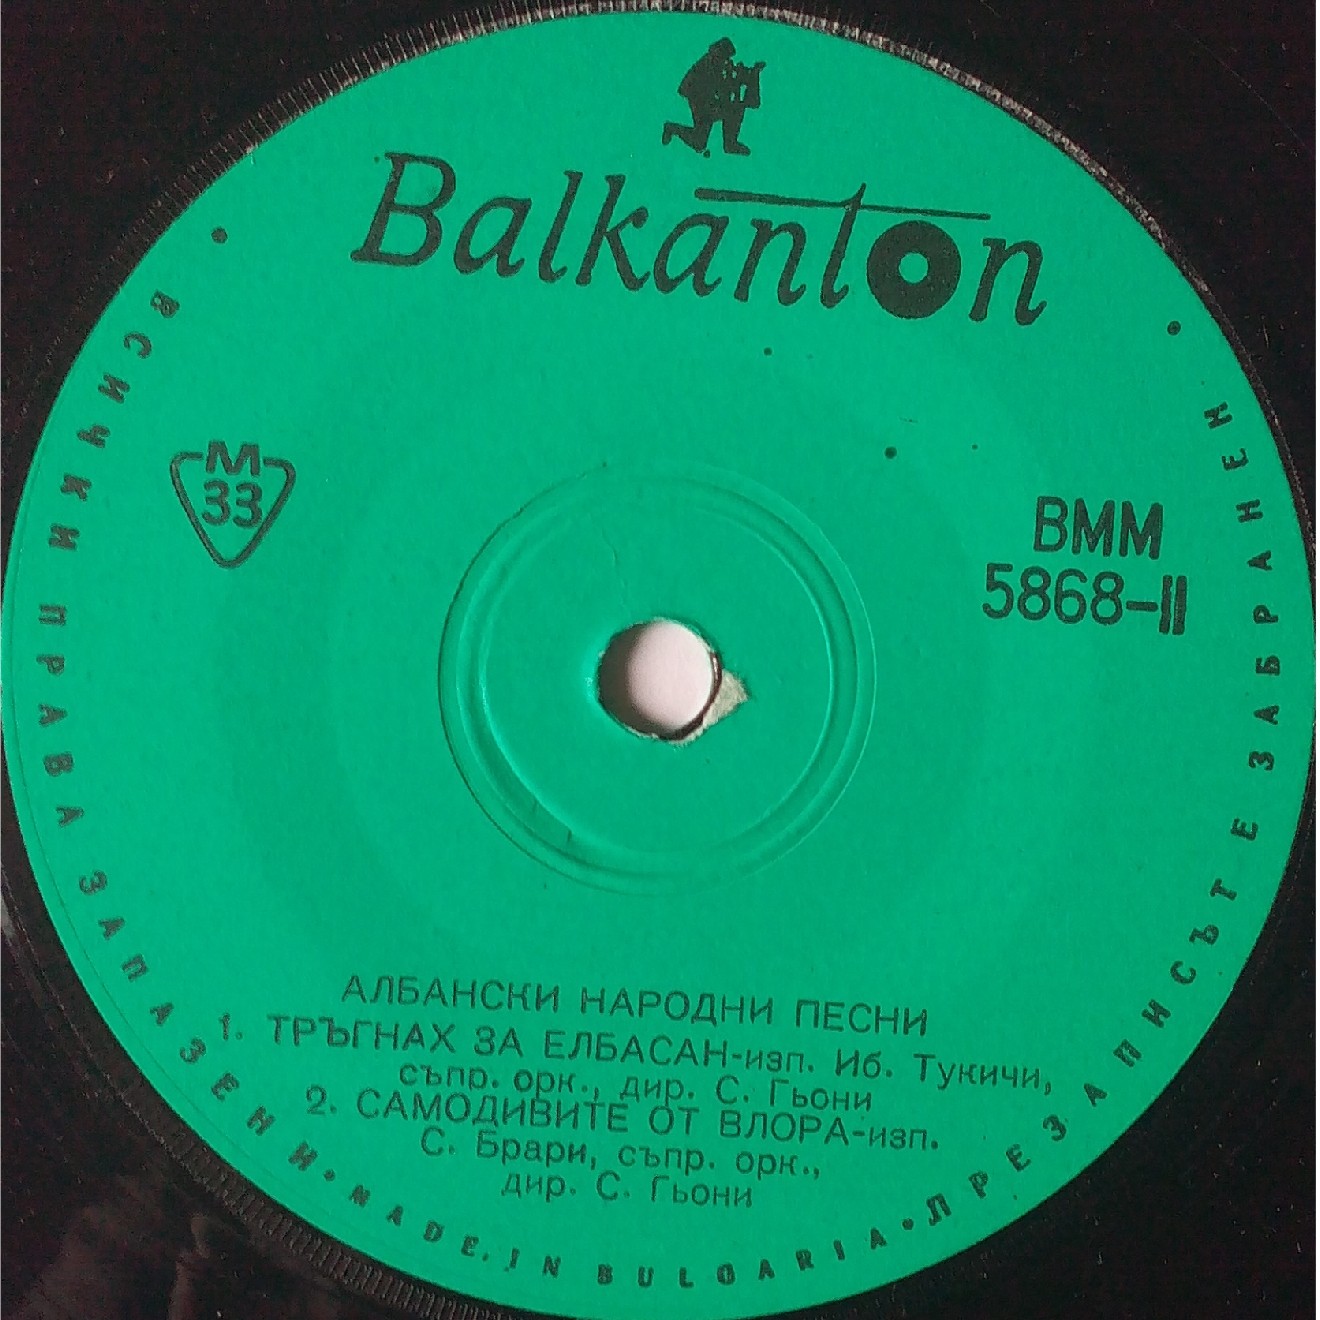 Balkanton
M
33
ВММ
5868-II
АЛБАНСКИ НАРОДНИ ПЕСНИ
1. ТРЪГНАХ ЗА ЕЛБАСАН-изп. Иб. Тукичи,
съпр. орк., дир. С. Гьони
2. САМОДИВИТЕ ОТ ВЛОРА-изп.
С. Брари, съпр. орк.,
дир. С. Гьони
• ВСИЧКИ ПРАВА ЗАПАЗЕНИ • MADE IN BULGARIA • ПРЕЗАПИСЪТ Е ЗАБРАНЕН •